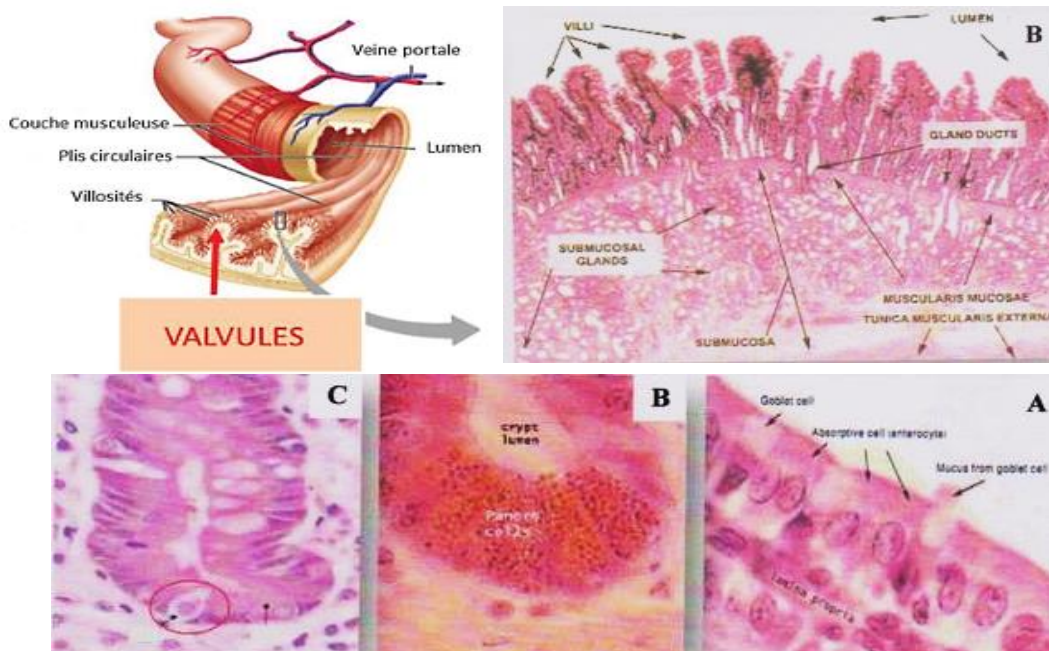 Veine portale
Couche musculeuse
Lumen
Plis circulaires
Villosités
VALVULES
VILLI
LUMEN
B
GLAND DUCTS
SUBMUCOSAL
GLANDS
MUSCULARIS MUCOSAE
TUNICA MUSCULARIS EXTERNA
SUBMUCOSA
C
B
crypt
lumen
Paneth
cells
A
Goblet cell
Absorptive cell (enterocyte)
Mucus from goblet cell
Lamina propria